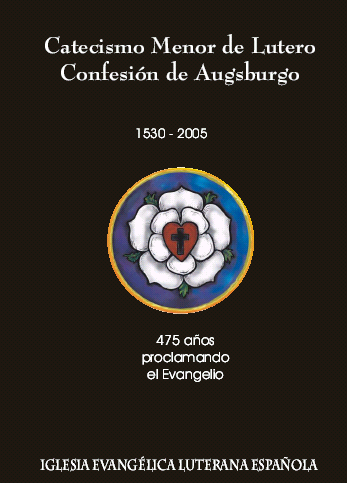 Catecismo Menor de Lutero
Confesión de Augsburgo
1530 - 2005
475 años
proclamando
el Evangelio
IGLESIA EVANGÉLICA LUTERANA ESPAÑOLA